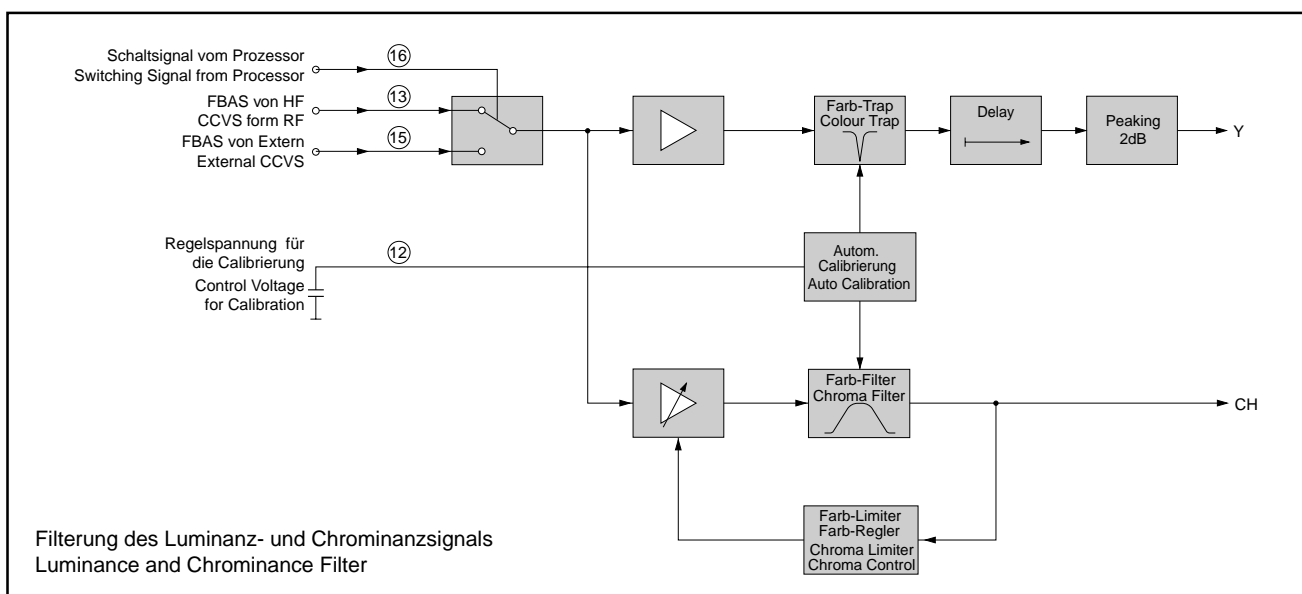 Schaltsignal vom Prozessor
Switching Signal from Processor
16
FBAS von HF
CCVS form RF
13
FBAS von Extern
External CCVS
15
Farb-Trap
Colour Trap
Delay
Peaking
2dB
Y
Regelspannung für
die Calibrierung
Control Voltage
for Calibration
12
Autom.
Calibrierung
Auto Calibration
Farb-Filter
Chroma Filter
CH
Farb-Limiter
Farb-Regler
Chroma Limiter
Chroma Control
Filterung des Luminanz- und Chrominanzsignals
Luminance and Chrominance Filter